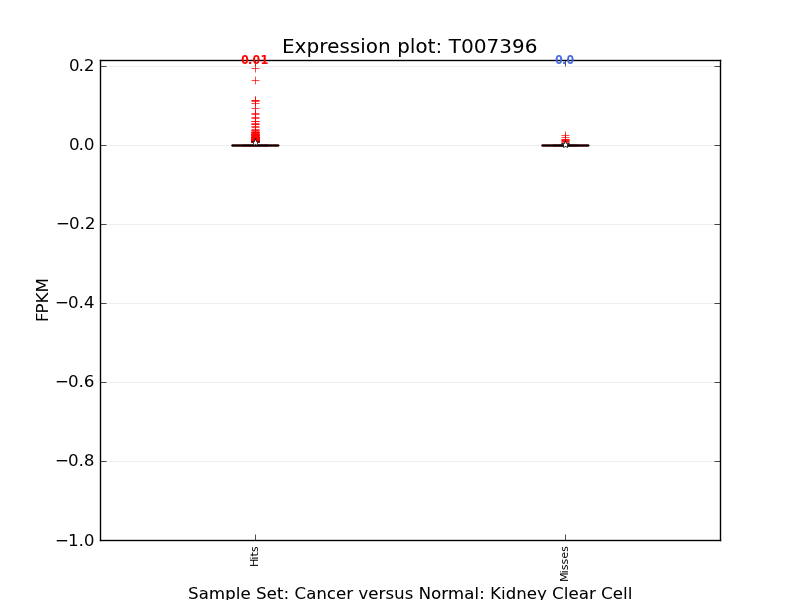 Expression plot: T007396
0.01
0.0
0.2
0.0
−0.2
−0.4
−0.6
−0.8
−1.0
FPKM
Hits
Misses
Sample Set: Cancer versus Normal: Kidney Clear Cell